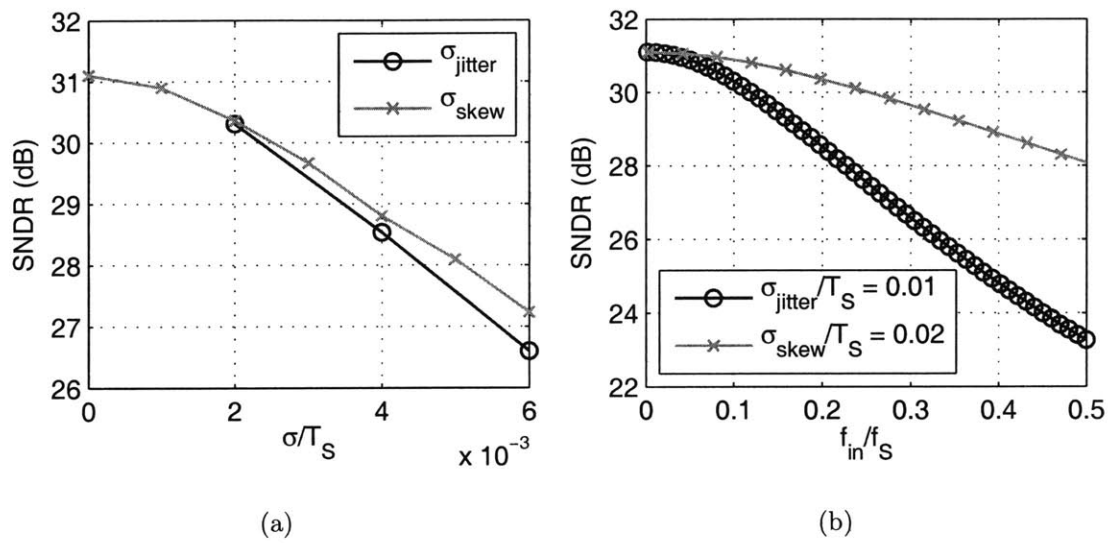 32
31
30
29
28
27
26
SNDR (dB)
0
2
4
6
σ/T_S
x 10^-3
σ_jitter
σ_skew
(a)
32
30
28
26
24
22
SNDR (dB)
0
0.1
0.2
0.3
0.4
0.5
f_in/f_S
σ_jitter/T_S = 0.01
σ_skew/T_S = 0.02
(b)